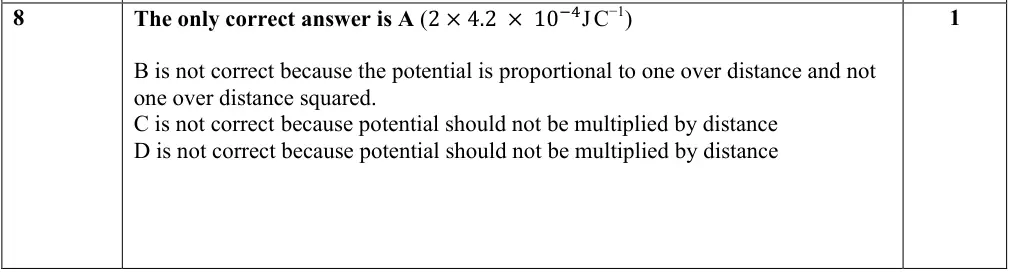 8 The only correct answer is A (2 × 4.2 × 10⁻⁴ J C⁻¹) 1
B is not correct because the potential is proportional to one over distance and not
one over distance squared.
C is not correct because potential should not be multiplied by distance
D is not correct because potential should not be multiplied by distance